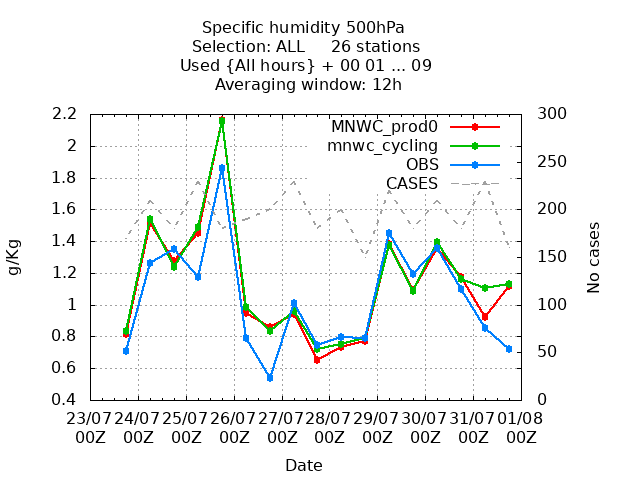 Specific humidity 500hPa
Selection: ALL 26 stations
Used {All hours} + 00 01 ... 09
Averaging window: 12h
MNWC_prod0
mnwc_cycling
OBS
CASES
g/Kg
2.2
2
1.8
1.6
1.4
1.2
1
0.8
0.6
0.4
300
250
200
150
100
50
0
No cases
23/07 24/07 25/07 26/07 27/07 28/07 29/07 30/07 31/07 01/08
00Z 00Z 00Z 00Z 00Z 00Z 00Z 00Z 00Z 00Z
Date